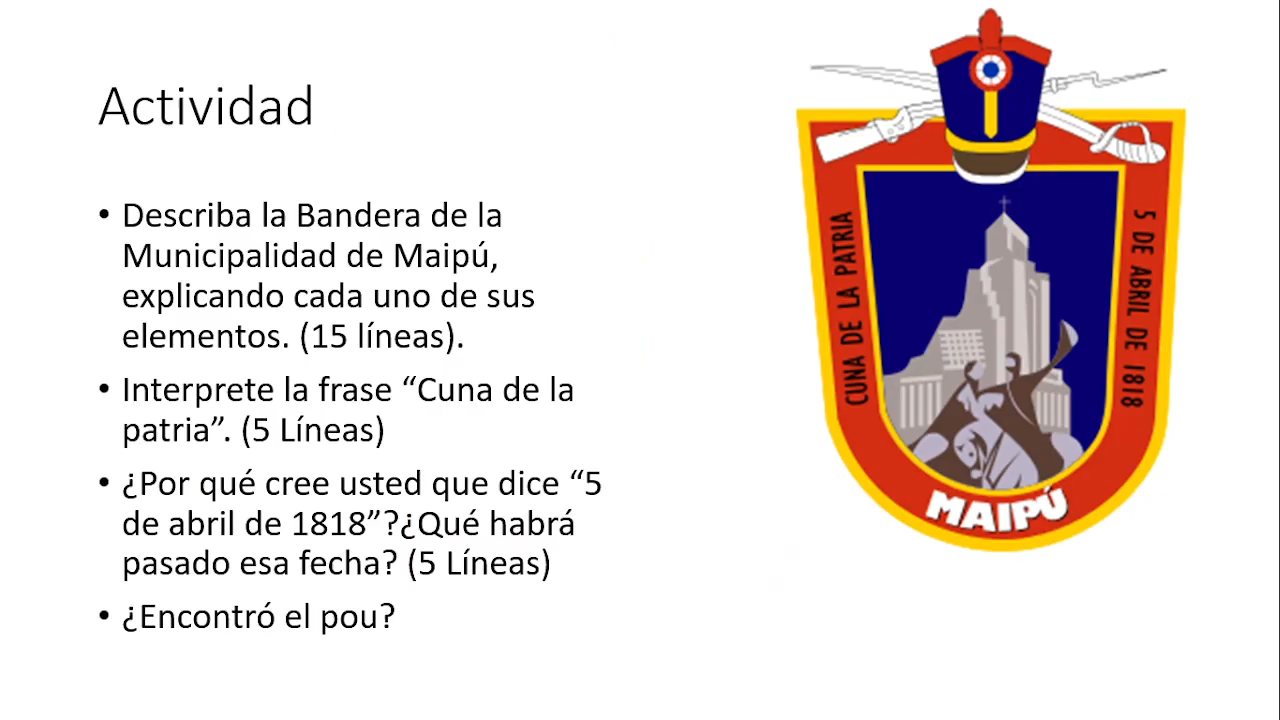 Actividad
• Describa la Bandera de la
Municipalidad de Maipú,
explicando cada uno de sus
elementos. (15 líneas).
• Interprete la frase “Cuna de la
patria”. (5 Líneas)
• ¿Por qué cree usted que dice “5
de abril de 1818”?¿Qué habrá
pasado esa fecha? (5 Líneas)
• ¿Encontró el pou?
CUNA DE LA PATRIA
5 DE ABRIL DE 1818
MAIPÚ